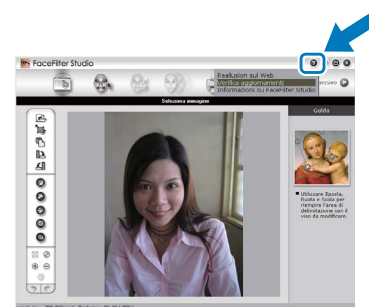 FaceFilter Studio
Reallusion sul Web
Verifica aggiornamenti
Informazioni su FaceFilter Studio
Seleziona immagine
Guida
Utilizzare Sposta,
Ruota e Scala per
riempire l'area di
delimitazione con il
viso da modificare.